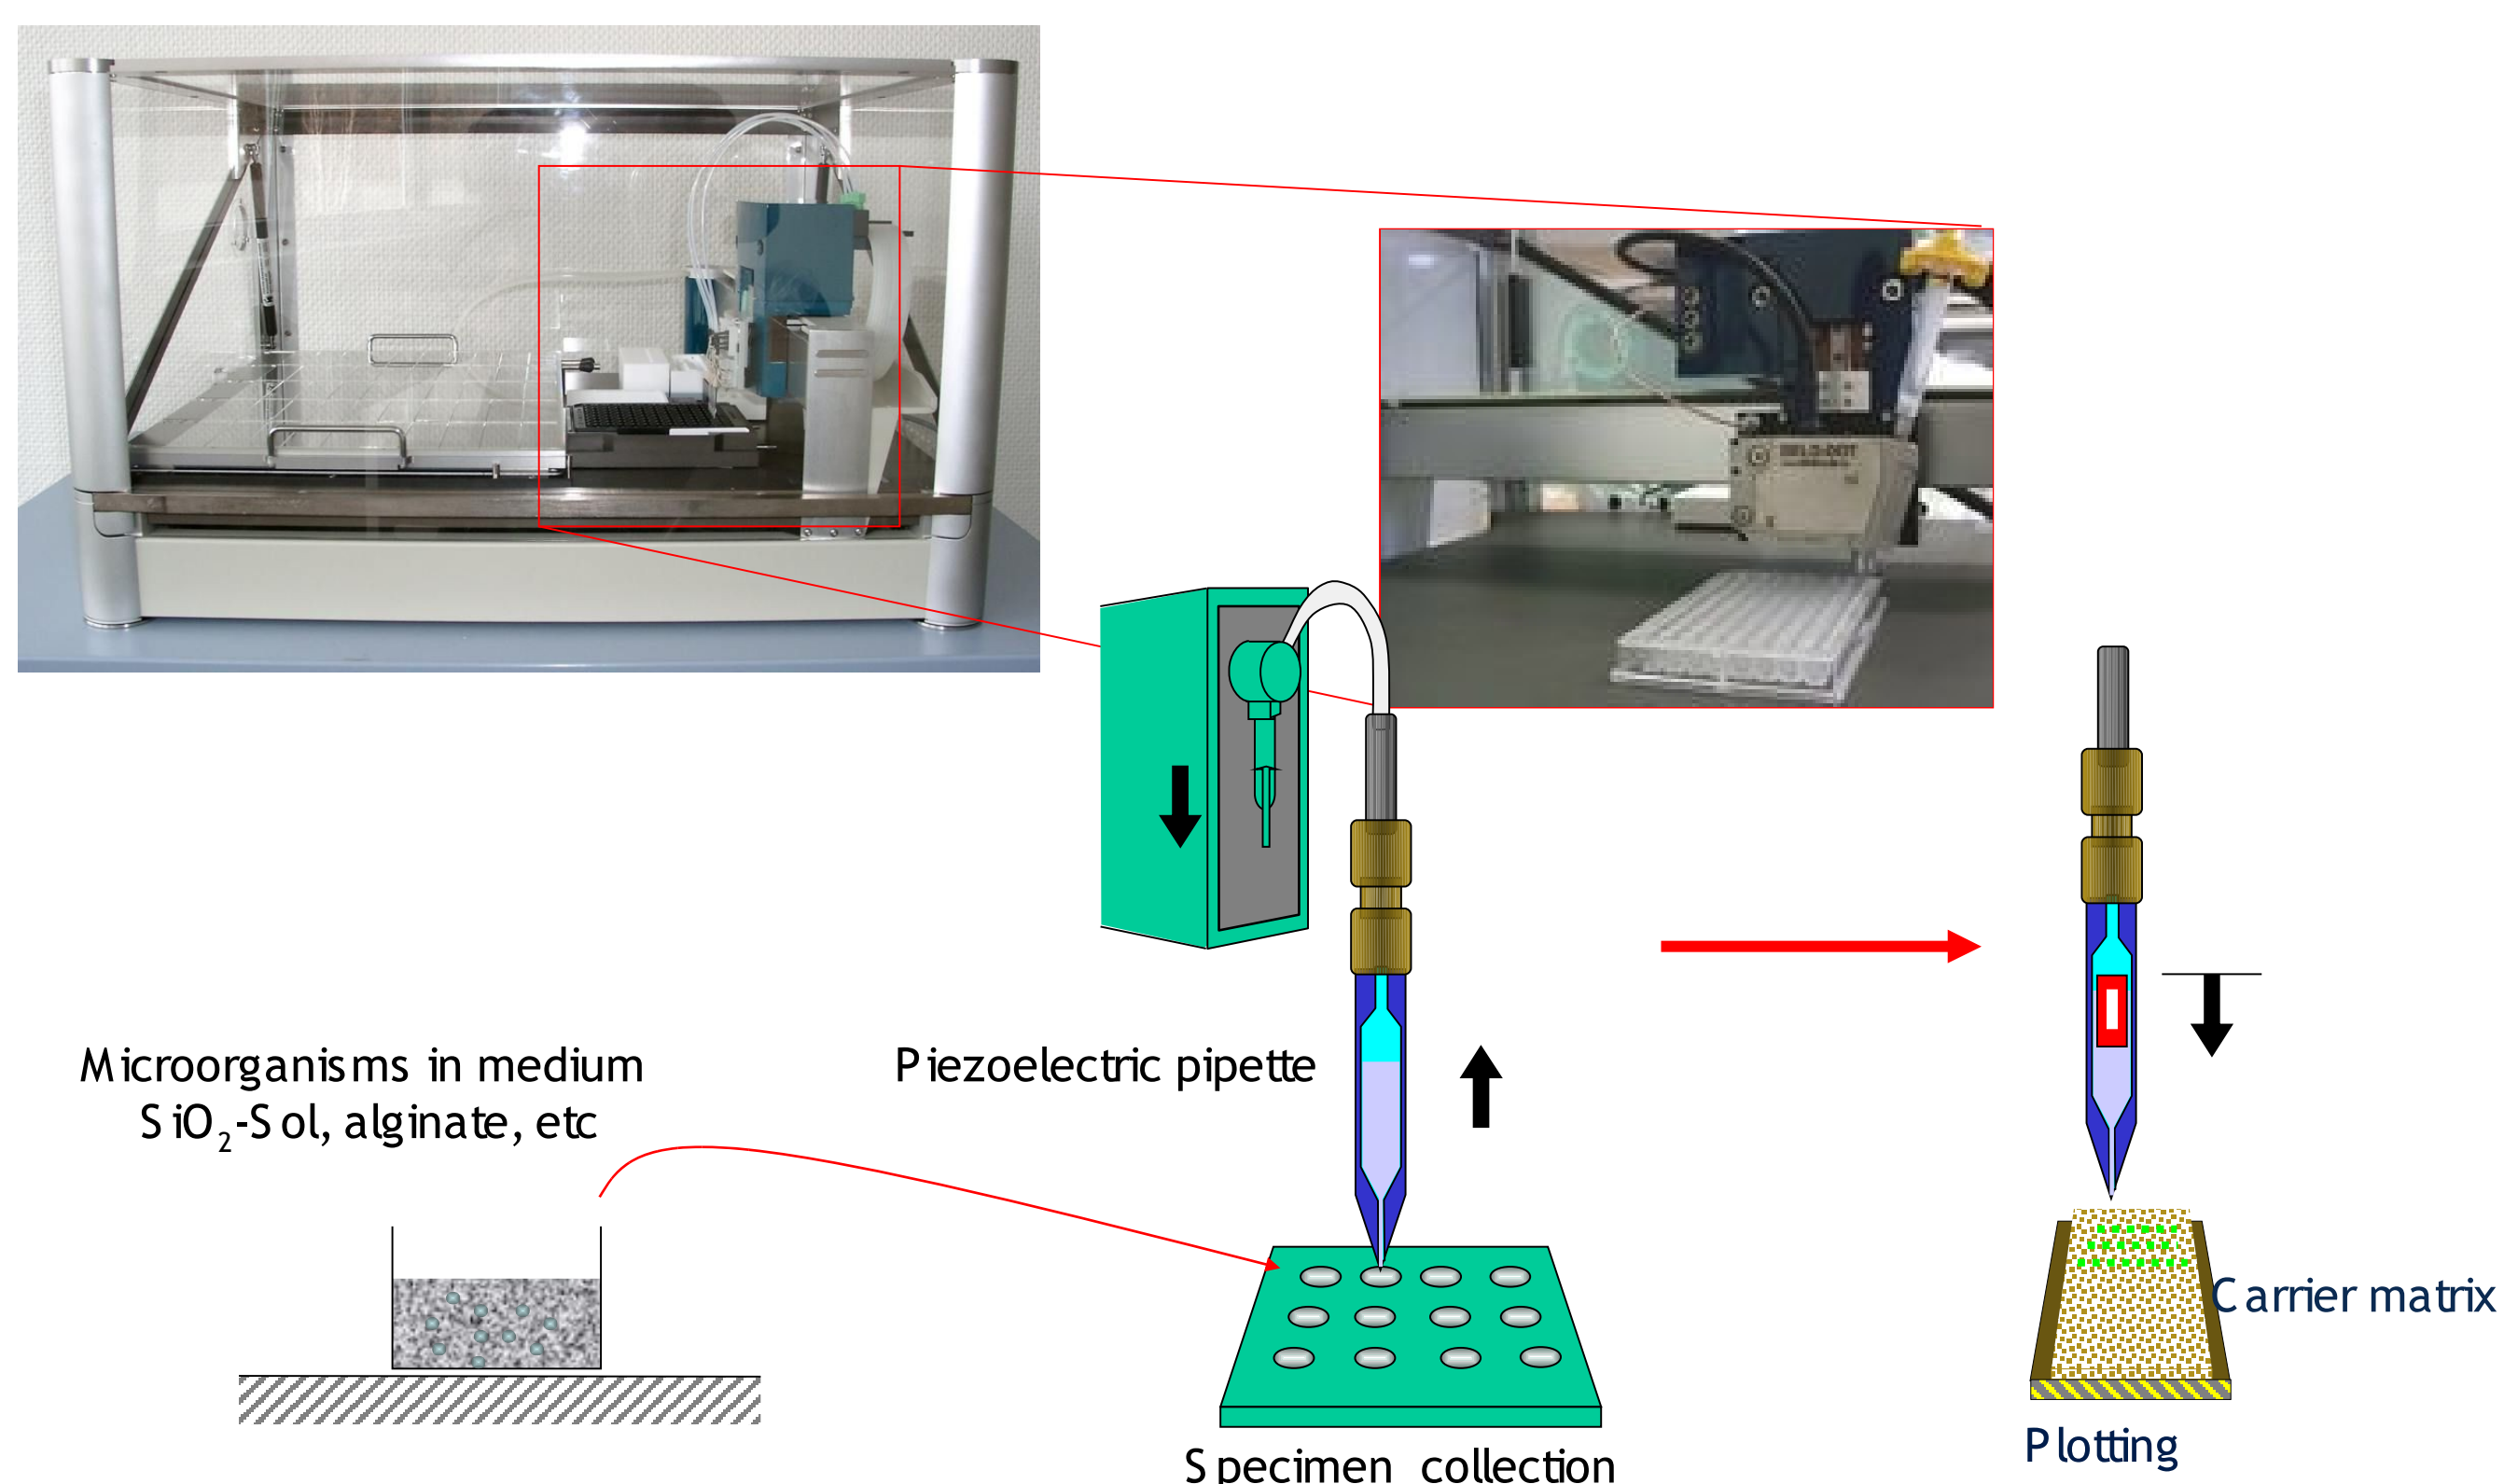 Microorganisms in medium
SiO₂-Sol, alginate, etc
Piezoelectric pipette
Carrier matrix
Plotting
Specimen collection